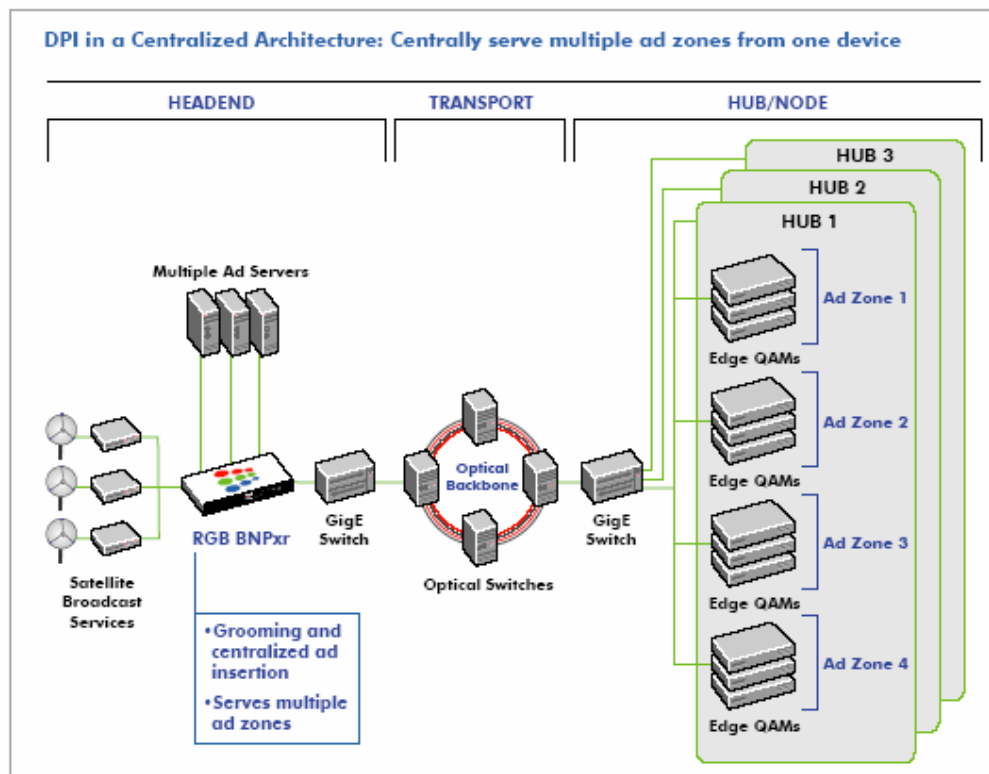 DPI in a Centralized Architecture: Centrally serve multiple ad zones from one device
HEADEND
TRANSPORT
HUB/NODE
HUB 3
HUB 2
HUB 1
Multiple Ad Servers
Ad Zone 1
Edge QAMs
Ad Zone 2
Edge QAMs
Optical
Backbone
RGB BNPxr
GigE
Switch
GigE
Switch
Optical Switches
Ad Zone 3
Edge QAMs
Satellite
Broadcast
Services
•Grooming and
centralized ad
insertion
•Serves multiple
ad zones
Ad Zone 4
Edge QAMs